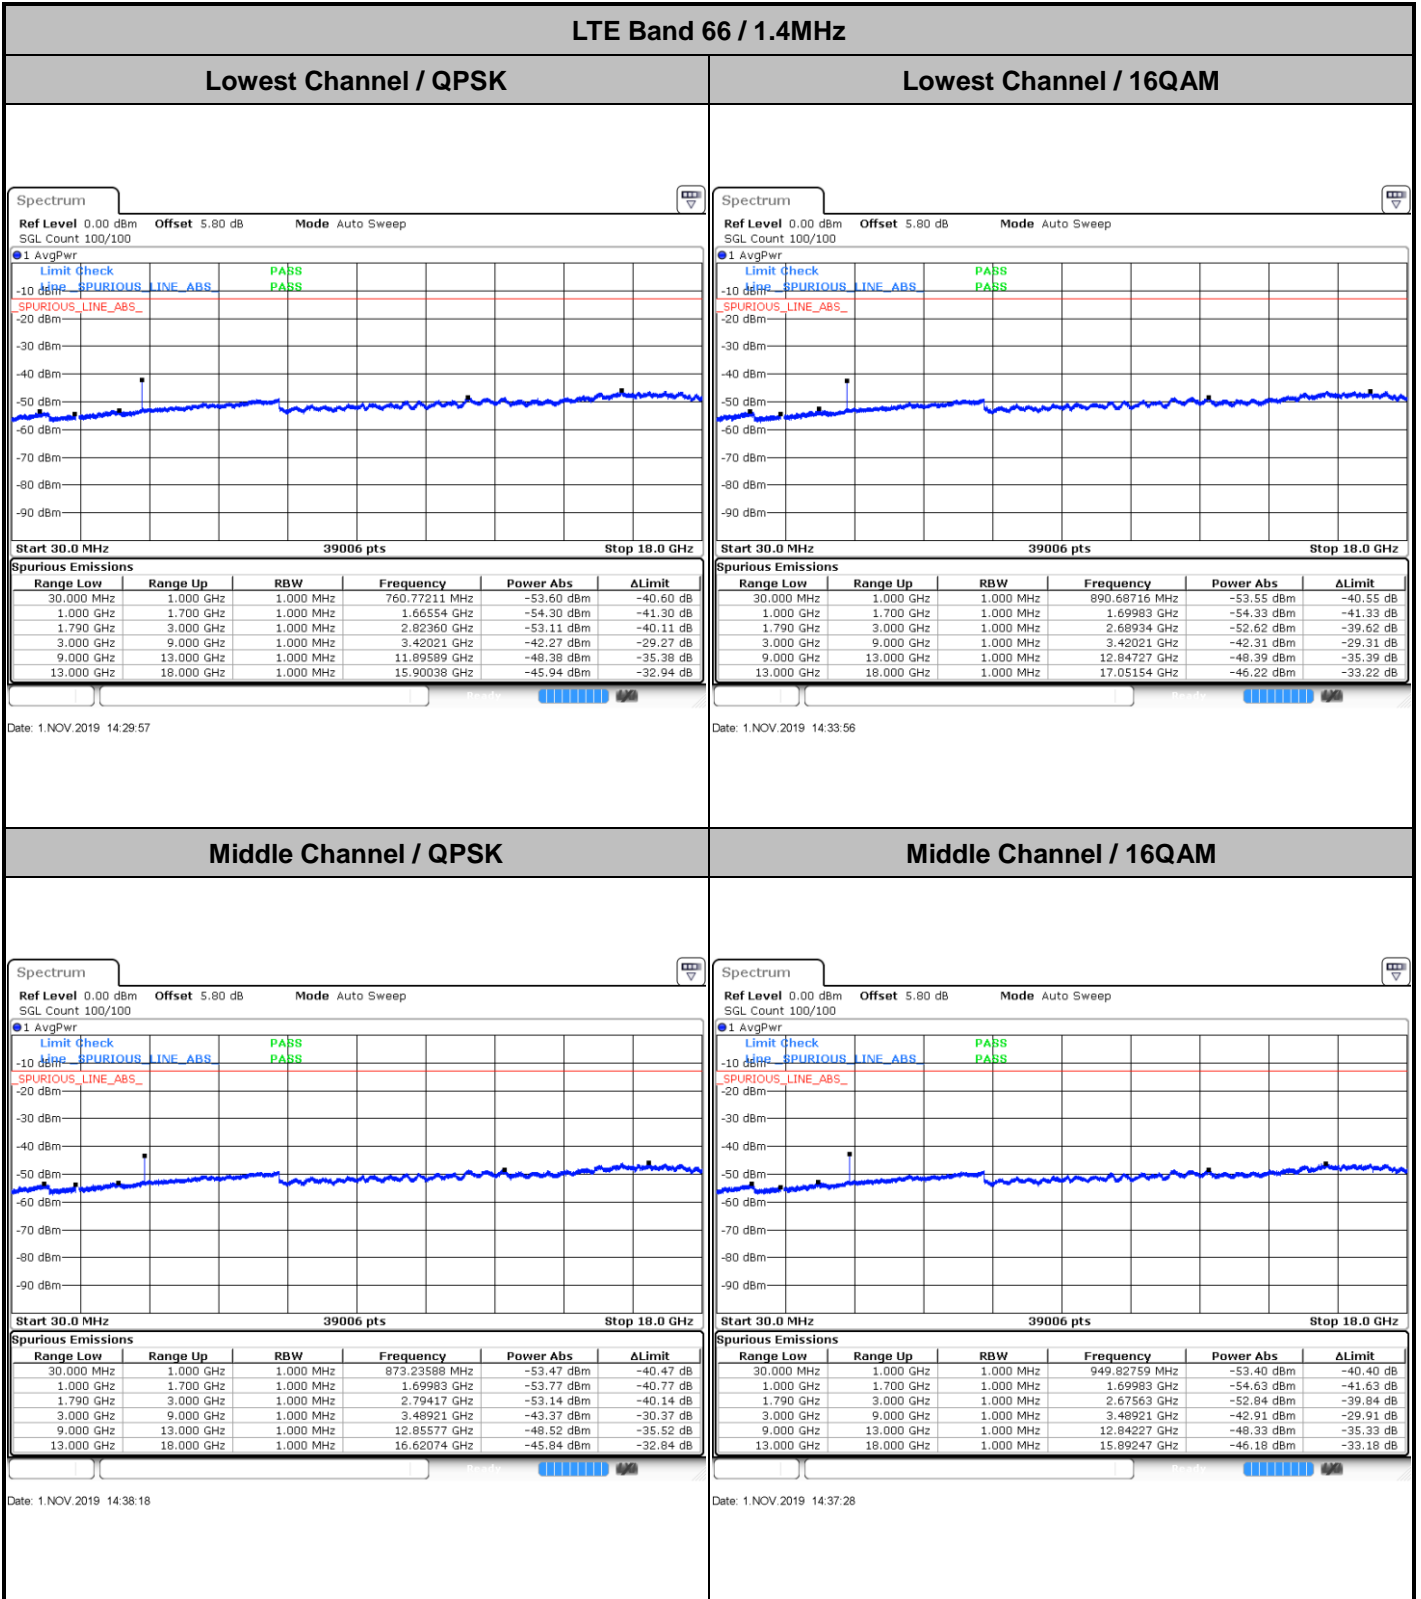 LTE Band 66 / 1.4MHz
Lowest Channel / QPSK
Lowest Channel / 16QAM
Spectrum
Ref Level 0.00 dBm Offset 5.80 dB Mode Auto Sweep
SGL Count 100/100
1 AvgPwr
Limit Check PASS
Line _SPURIOUS_LINE_ABS_ PASS
-10 dBm
_SPURIOUS_LINE_ABS_
-20 dBm
-30 dBm
-40 dBm
-50 dBm
-60 dBm
-70 dBm
-80 dBm
-90 dBm
Start 30.0 MHz 39006 pts Stop 18.0 GHz
Spurious Emissions
Range Low Range Up RBW Frequency Power Abs ΔLimit
30.000 MHz 1.000 GHz 1.000 MHz 760.77211 MHz -53.60 dBm -40.60 dB
1.000 GHz 1.700 GHz 1.000 MHz 1.66554 GHz -54.30 dBm -41.30 dB
1.790 GHz 3.000 GHz 1.000 MHz 2.82360 GHz -53.11 dBm -40.11 dB
3.000 GHz 9.000 GHz 1.000 MHz 3.42021 GHz -42.27 dBm -29.27 dB
9.000 GHz 13.000 GHz 1.000 MHz 11.89589 GHz -48.38 dBm -35.38 dB
13.000 GHz 18.000 GHz 1.000 MHz 15.90038 GHz -45.94 dBm -32.94 dB
Ready
Date: 1.NOV.2019 14:29:57
Spectrum
Ref Level 0.00 dBm Offset 5.80 dB Mode Auto Sweep
SGL Count 100/100
1 AvgPwr
Limit Check PASS
Line _SPURIOUS_LINE_ABS_ PASS
-10 dBm
_SPURIOUS_LINE_ABS_
-20 dBm
-30 dBm
-40 dBm
-50 dBm
-60 dBm
-70 dBm
-80 dBm
-90 dBm
Start 30.0 MHz 39006 pts Stop 18.0 GHz
Spurious Emissions
Range Low Range Up RBW Frequency Power Abs ΔLimit
30.000 MHz 1.000 GHz 1.000 MHz 890.68716 MHz -53.55 dBm -40.55 dB
1.000 GHz 1.700 GHz 1.000 MHz 1.69983 GHz -54.33 dBm -41.33 dB
1.790 GHz 3.000 GHz 1.000 MHz 2.68934 GHz -52.62 dBm -39.62 dB
3.000 GHz 9.000 GHz 1.000 MHz 3.42021 GHz -42.31 dBm -29.31 dB
9.000 GHz 13.000 GHz 1.000 MHz 12.84727 GHz -48.39 dBm -35.39 dB
13.000 GHz 18.000 GHz 1.000 MHz 17.05154 GHz -46.22 dBm -33.22 dB
Ready
Date: 1.NOV.2019 14:33:56
Middle Channel / QPSK
Middle Channel / 16QAM
Spectrum
Ref Level 0.00 dBm Offset 5.80 dB Mode Auto Sweep
SGL Count 100/100
1 AvgPwr
Limit Check PASS
Line _SPURIOUS_LINE_ABS_ PASS
-10 dBm
_SPURIOUS_LINE_ABS_
-20 dBm
-30 dBm
-40 dBm
-50 dBm
-60 dBm
-70 dBm
-80 dBm
-90 dBm
Start 30.0 MHz 39006 pts Stop 18.0 GHz
Spurious Emissions
Range Low Range Up RBW Frequency Power Abs ΔLimit
30.000 MHz 1.000 GHz 1.000 MHz 873.23588 MHz -53.47 dBm -40.47 dB
1.000 GHz 1.700 GHz 1.000 MHz 1.69983 GHz -53.77 dBm -40.77 dB
1.790 GHz 3.000 GHz 1.000 MHz 2.79417 GHz -53.14 dBm -40.14 dB
3.000 GHz 9.000 GHz 1.000 MHz 3.48921 GHz -43.37 dBm -30.37 dB
9.000 GHz 13.000 GHz 1.000 MHz 12.85577 GHz -48.52 dBm -35.52 dB
13.000 GHz 18.000 GHz 1.000 MHz 16.62074 GHz -45.84 dBm -32.84 dB
Ready
Date: 1.NOV.2019 14:38:18
Spectrum
Ref Level 0.00 dBm Offset 5.80 dB Mode Auto Sweep
SGL Count 100/100
1 AvgPwr
Limit Check PASS
Line _SPURIOUS_LINE_ABS_ PASS
-10 dBm
_SPURIOUS_LINE_ABS_
-20 dBm
-30 dBm
-40 dBm
-50 dBm
-60 dBm
-70 dBm
-80 dBm
-90 dBm
Start 30.0 MHz 39006 pts Stop 18.0 GHz
Spurious Emissions
Range Low Range Up RBW Frequency Power Abs ΔLimit
30.000 MHz 1.000 GHz 1.000 MHz 949.82759 MHz -53.40 dBm -40.40 dB
1.000 GHz 1.700 GHz 1.000 MHz 1.69983 GHz -54.63 dBm -41.63 dB
1.790 GHz 3.000 GHz 1.000 MHz 2.67563 GHz -52.84 dBm -39.84 dB
3.000 GHz 9.000 GHz 1.000 MHz 3.48921 GHz -42.91 dBm -29.91 dB
9.000 GHz 13.000 GHz 1.000 MHz 12.84227 GHz -48.33 dBm -35.33 dB
13.000 GHz 18.000 GHz 1.000 MHz 15.89247 GHz -46.18 dBm -33.18 dB
Ready
Date: 1.NOV.2019 14:37:28